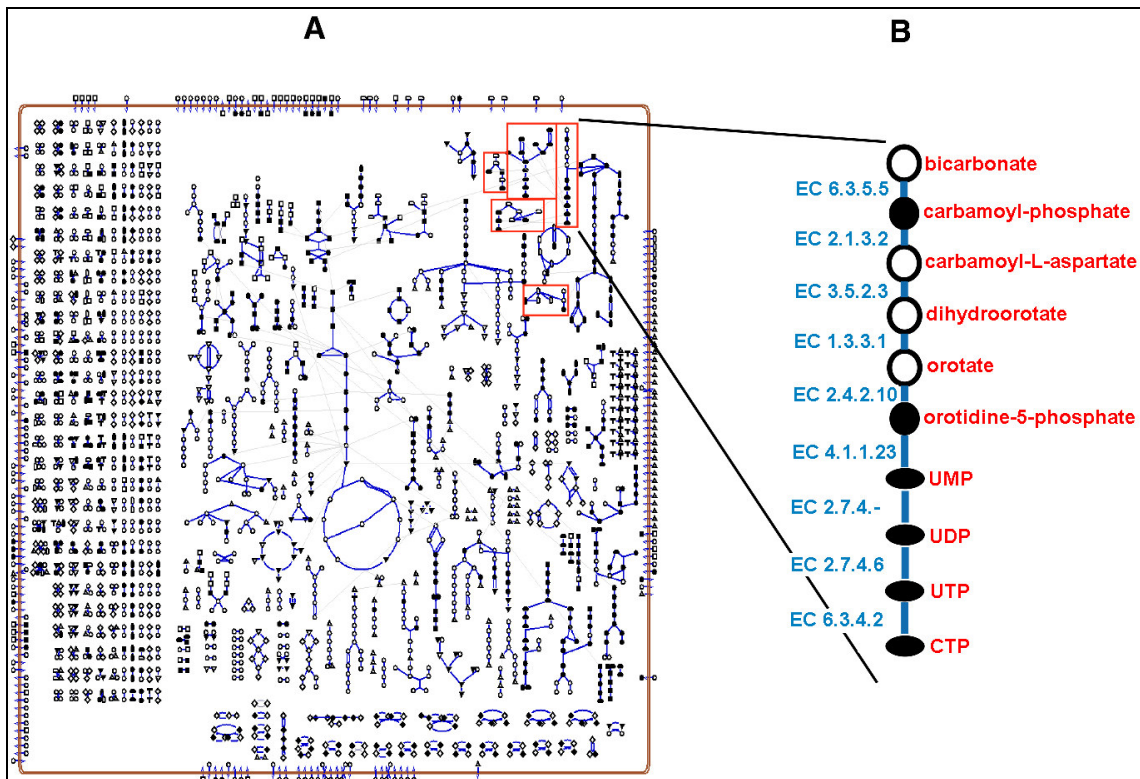 A
B
bicarbonate
EC 6.3.5.5
carbamoyl-phosphate
EC 2.1.3.2
carbamoyl-L-aspartate
EC 3.5.2.3
dihydroorotate
EC 1.3.3.1
orotate
EC 2.4.2.10
orotidine-5-phosphate
EC 4.1.1.23
UMP
EC 2.7.4.-
UDP
EC 2.7.4.6
UTP
EC 6.3.4.2
CTP